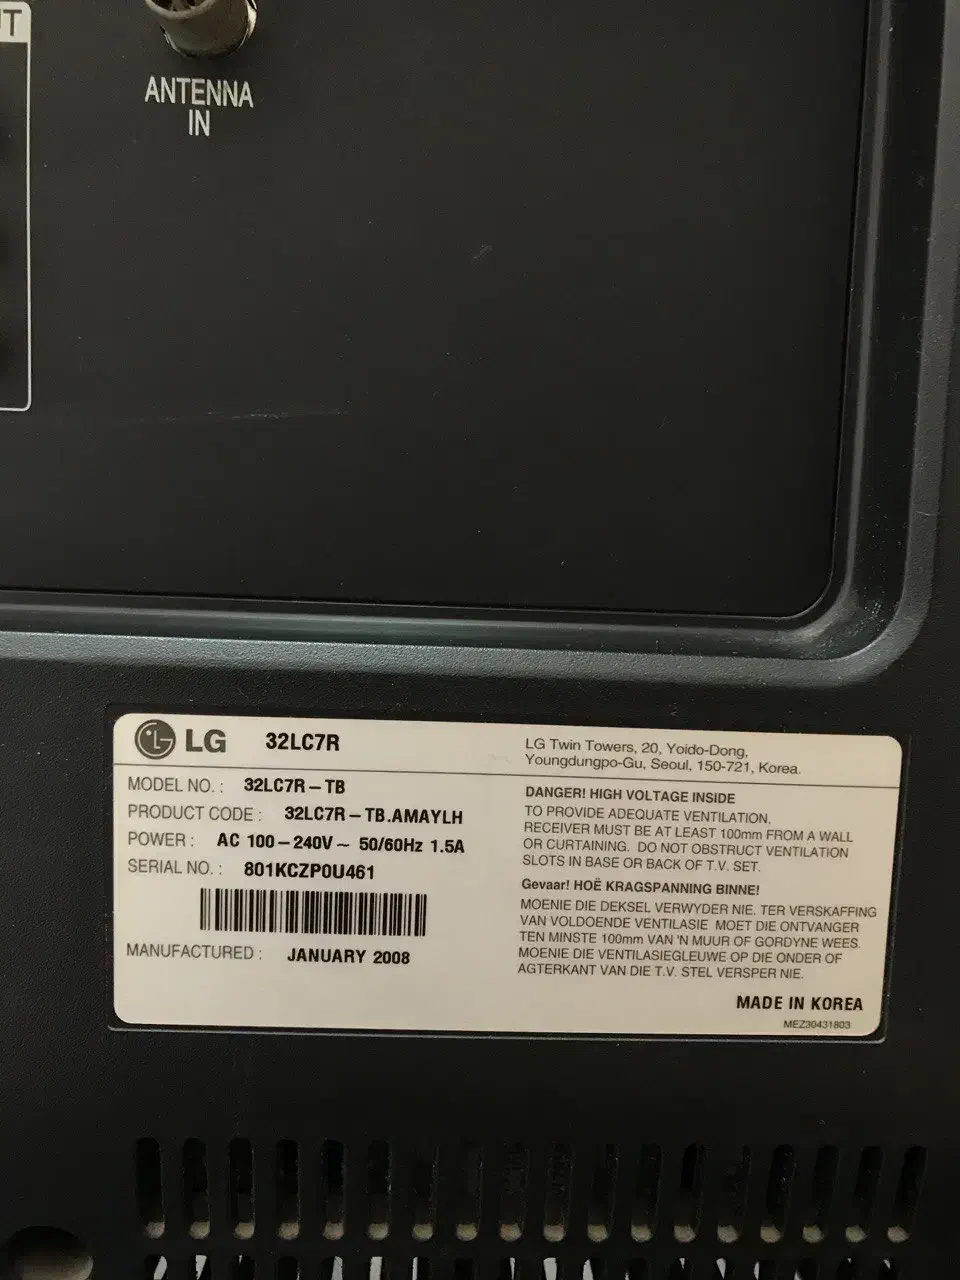 UT
ANTENNA
IN
LG 32LC7R
LG Twin Towers, 20, Yoido-Dong,
Youngdungpo-Gu, Seoul, 150-721, Korea.
MODEL NO. : 32LC7R – TB
PRODUCT CODE : 32LC7R – TB.AMAYLH
POWER : AC 100 – 240V ~ 50/60Hz 1.5A
SERIAL NO. : 801KCZP0U461
MANUFACTURED : JANUARY 2008
DANGER! HIGH VOLTAGE INSIDE
TO PROVIDE ADEQUATE VENTILATION,
RECEIVER MUST BE AT LEAST 100mm FROM A WALL
OR CURTAINING. DO NOT OBSTRUCT VENTILATION
SLOTS IN BASE OR BACK OF T.V. SET.
Gevaar! HOË KRAGSPANNING BINNE!
MOENIE DIE DEKSEL VERWYDER NIE. TER VERSKAFFING
VAN VOLDOENDE VENTILASIE MOET DIE ONTVANGER
TEN MINSTE 100mm VAN 'N MUUR OF GORDYNE WEES.
MOENIE DIE VENTILASIEGLEUWE OP DIE ONDER OF
AGTERKANT VAN DIE T.V. STEL VERSPER NIE.
MADE IN KOREA
MEZ30431803